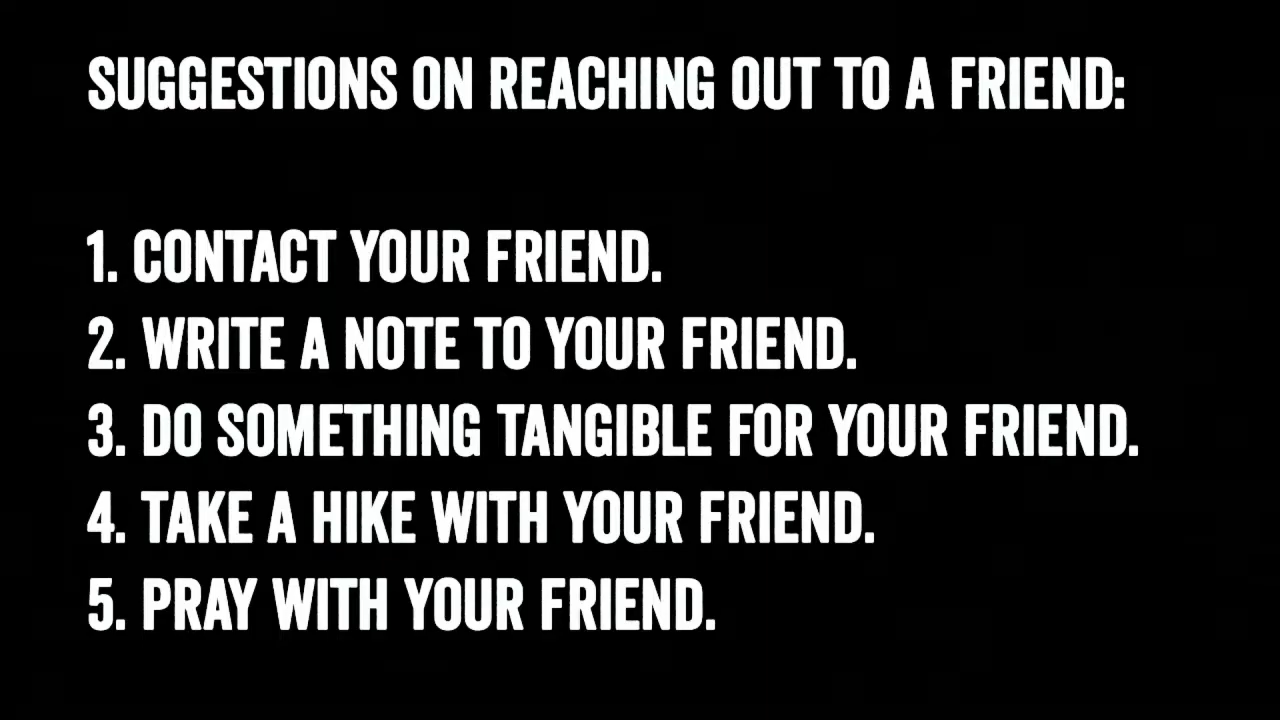 SUGGESTIONS ON REACHING OUT TO A FRIEND:
1. CONTACT YOUR FRIEND.
2. WRITE A NOTE TO YOUR FRIEND.
3. DO SOMETHING TANGIBLE FOR YOUR FRIEND.
4. TAKE A HIKE WITH YOUR FRIEND.
5. PRAY WITH YOUR FRIEND.